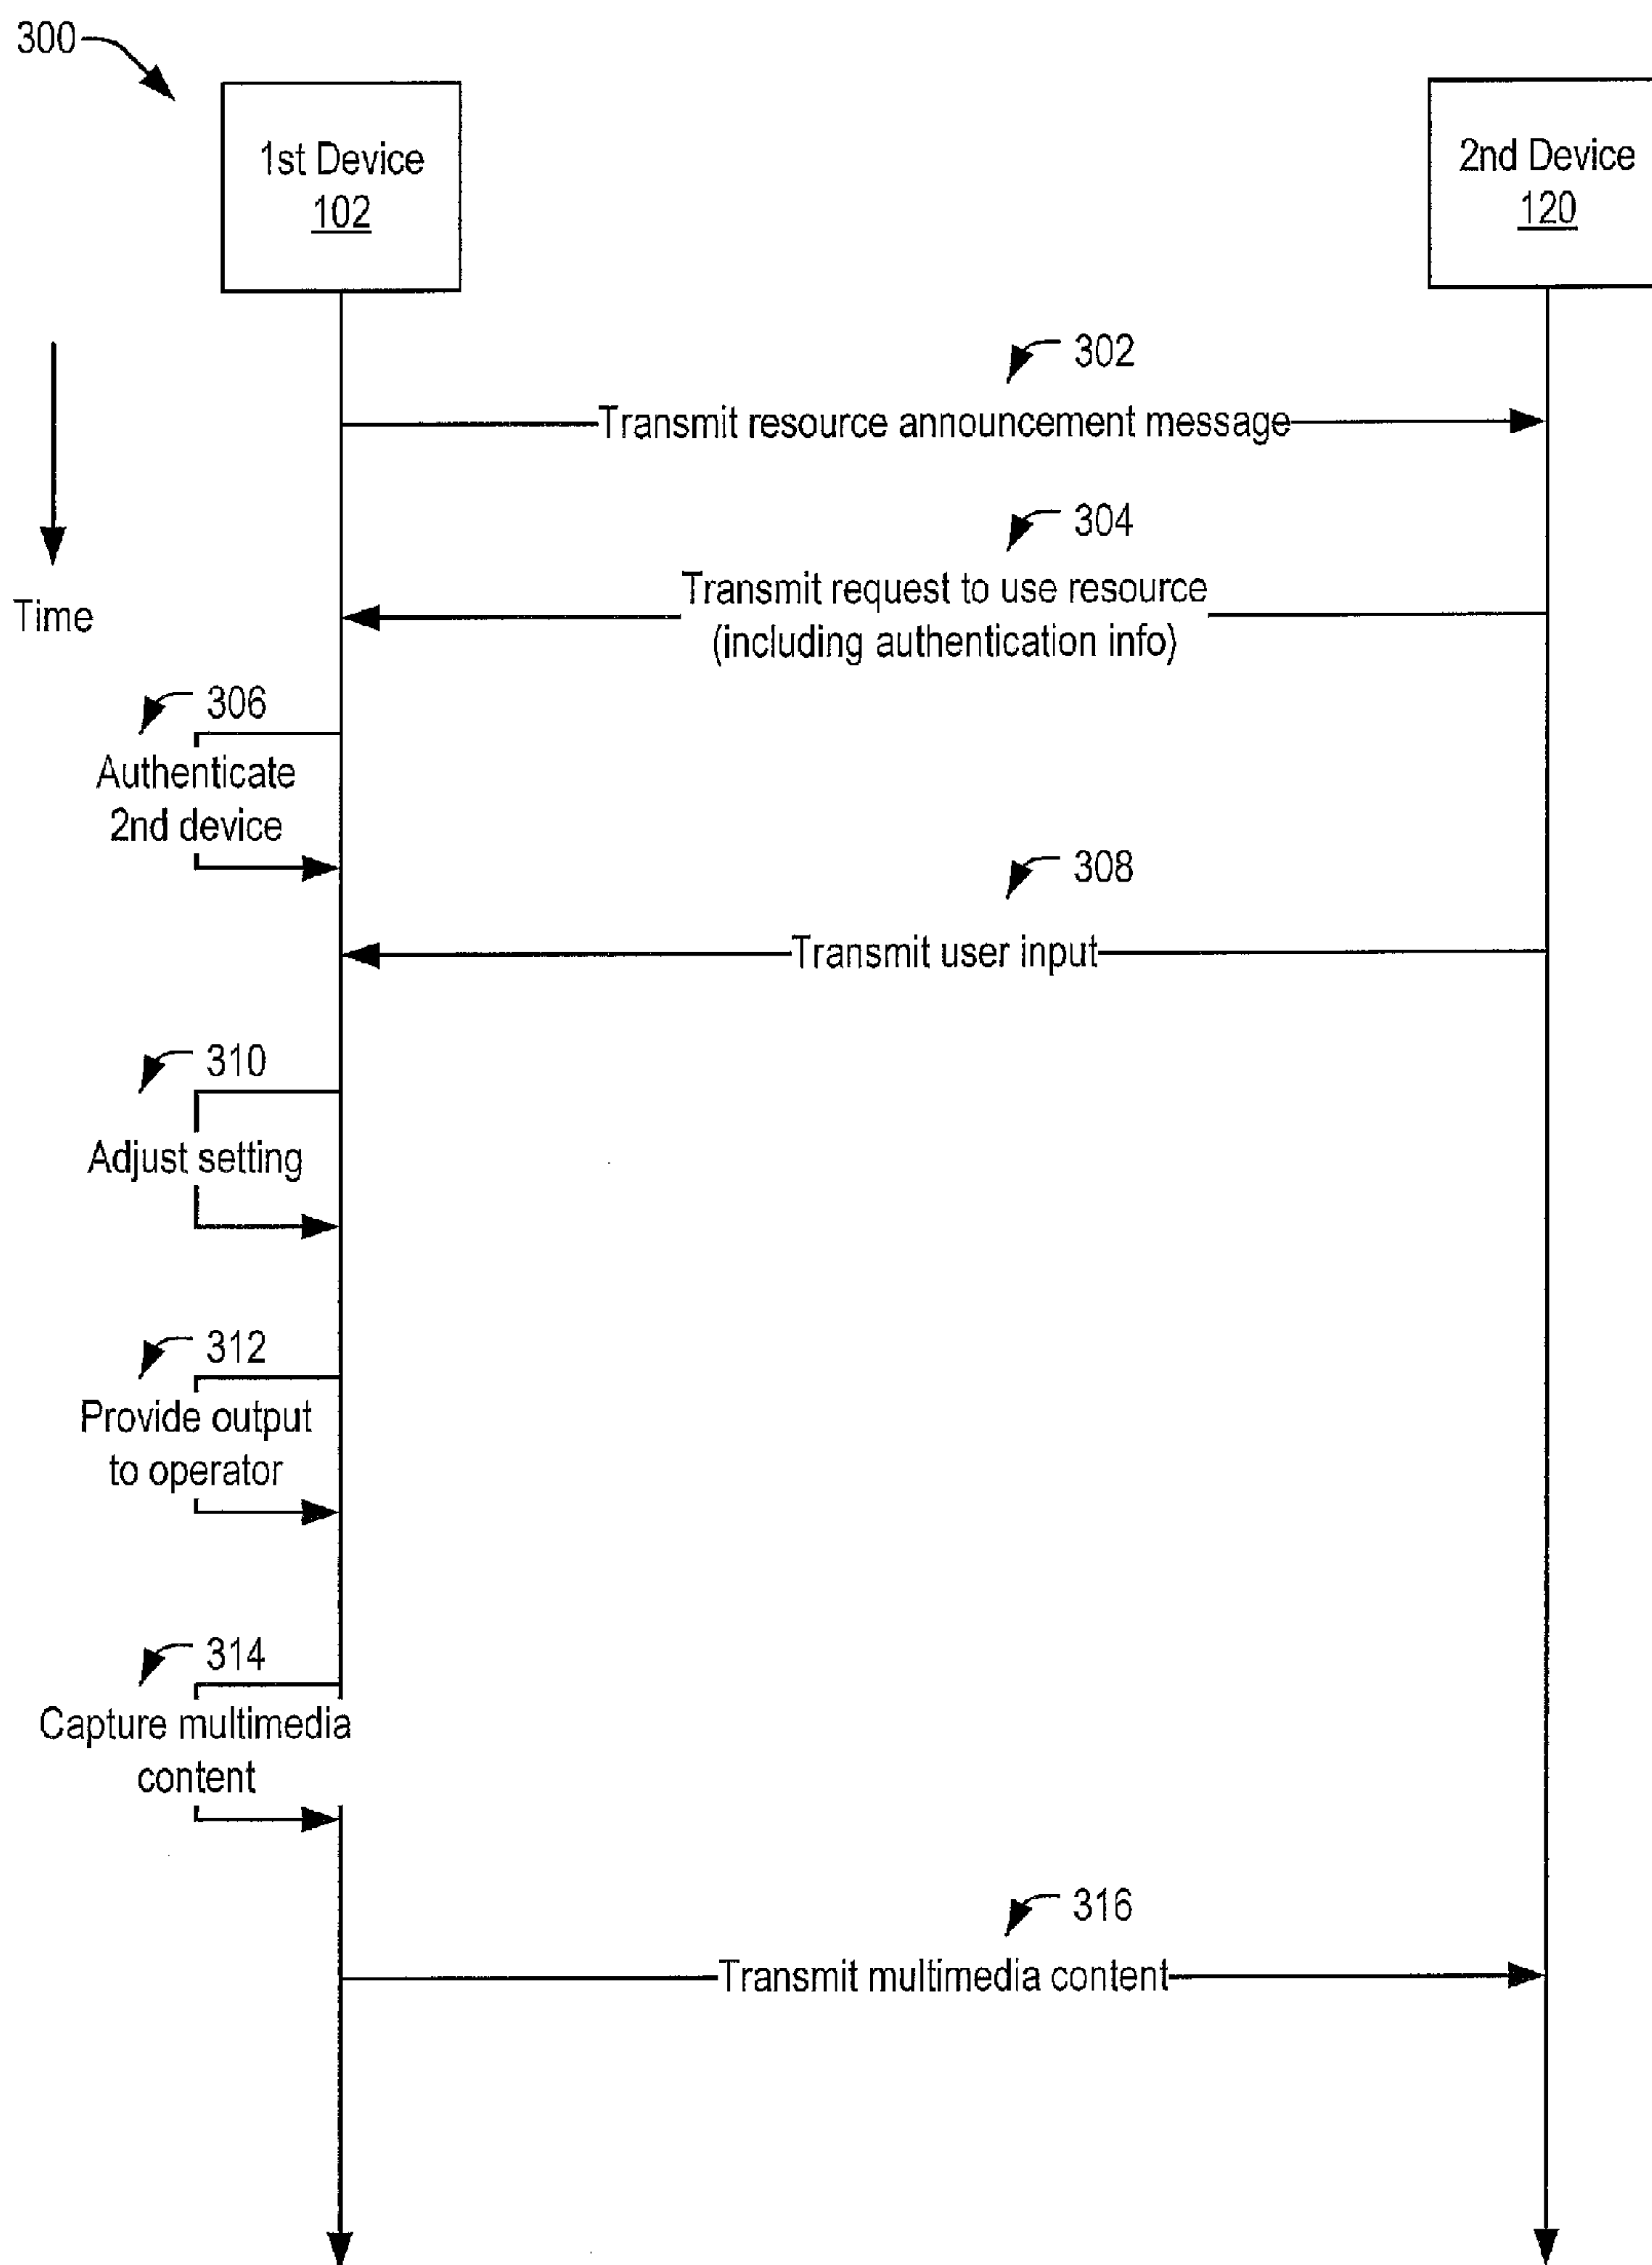 300
1st Device
102
2nd Device
120
302
Transmit resource announcement message
304
Transmit request to use resource
(including authentication info)
Time
306
Authenticate
2nd device
308
Transmit user input
310
Adjust setting
312
Provide output
to operator
314
Capture multimedia
content
316
Transmit multimedia content